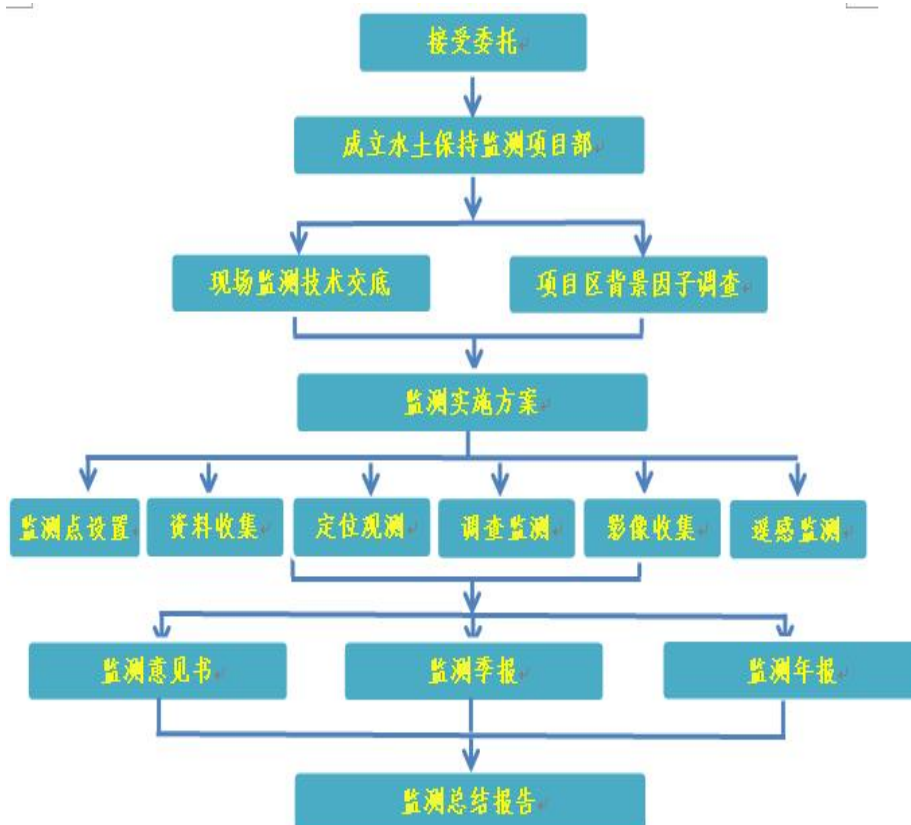 接受委托
成立水土保持监测项目部
现场监测技术交底
项目区背景因子调查
监测实施方案
监测点设置
资料收集
定位观测
调查监测
影像收集
遥感监测
监测意见书
监测季报
监测年报
监测总结报告